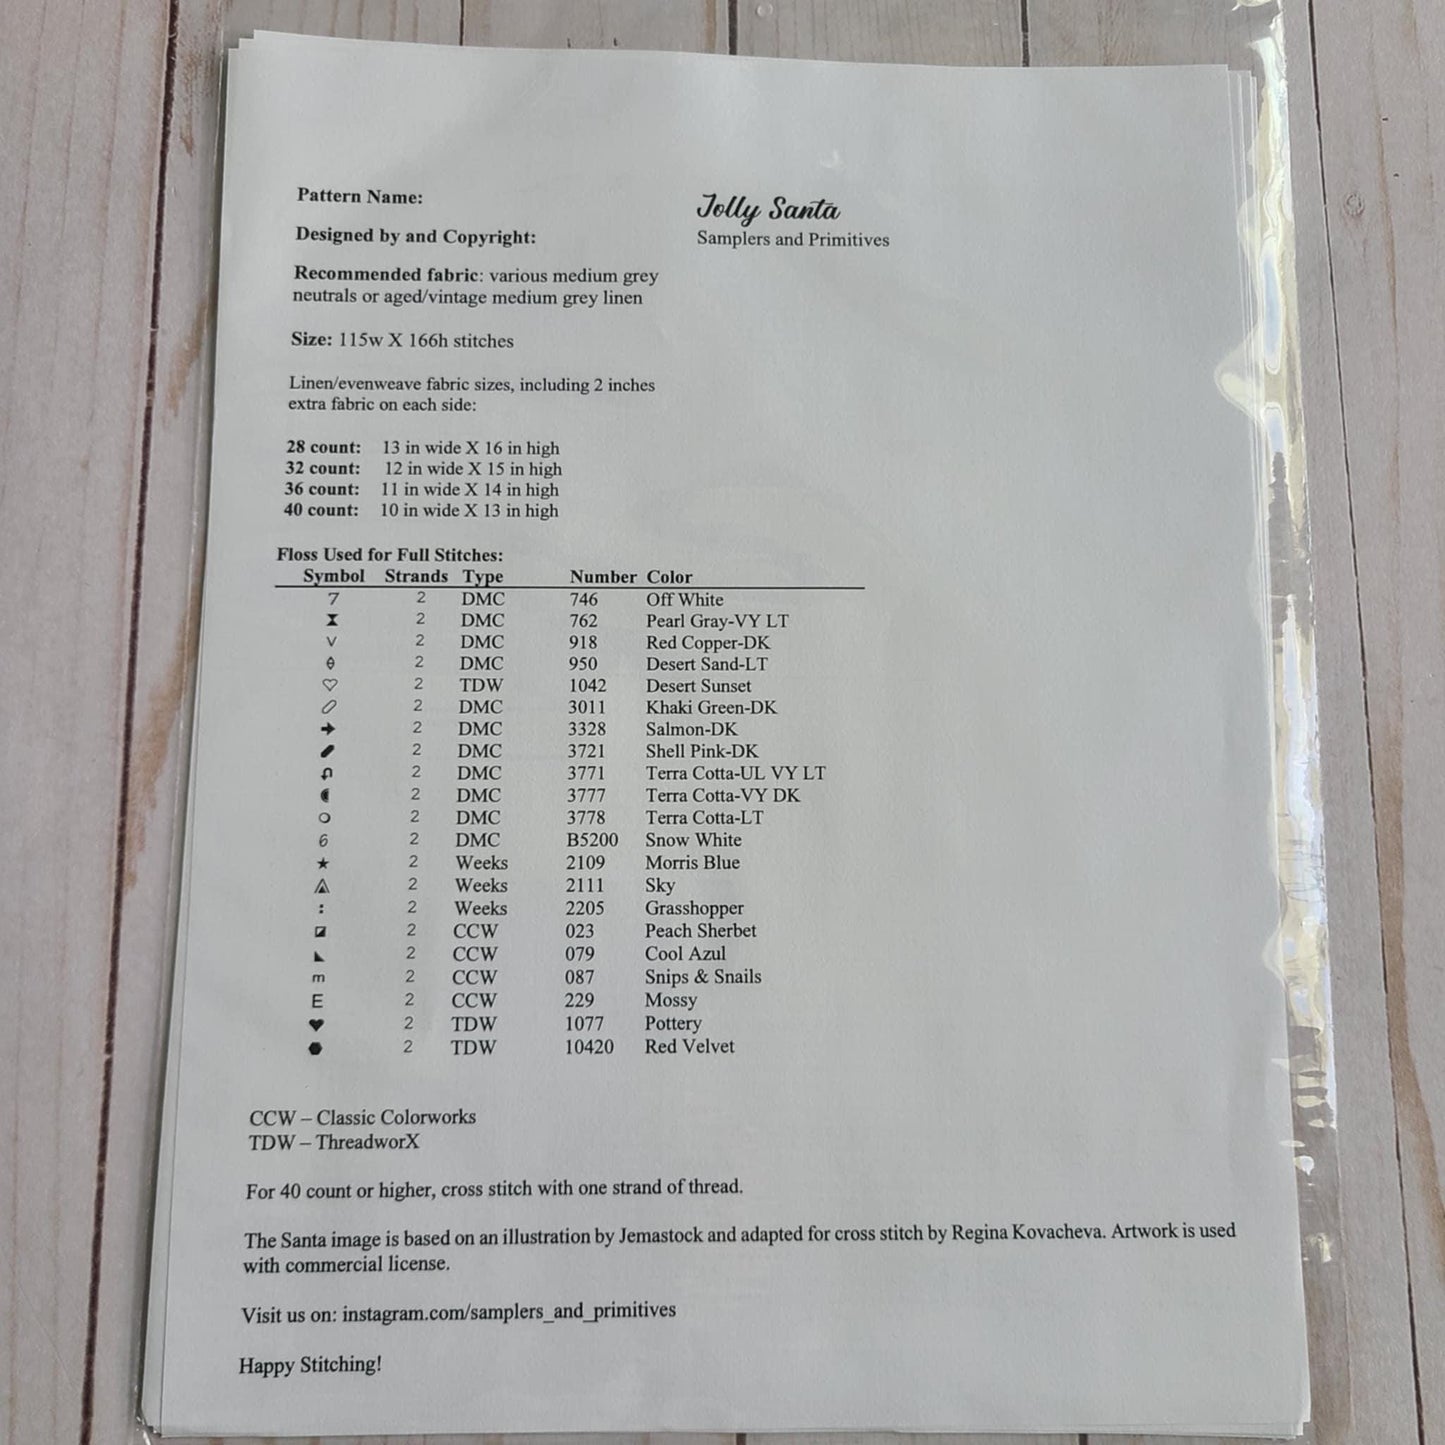 Pattern Name: Jolly Santa
Designed by and Copyright: Samplers and Primitives
Recommended fabric: various medium grey
neutrals or aged/vintage medium grey linen
Size: 115w X 166h stitches
Linen/evenweave fabric sizes, including 2 inches
extra fabric on each side:
28 count: 13 in wide X 16 in high
32 count: 12 in wide X 15 in high
36 count: 11 in wide X 14 in high
40 count: 10 in wide X 13 in high
Floss Used for Full Stitches:
Symbol Strands Type Number Color
7 2 DMC 746 Off White
2 DMC 762 Pearl Gray-VY LT
V 2 DMC 918 Red Copper-DK
2 DMC 950 Desert Sand-LT
♡ 2 TDW 1042 Desert Sunset
2 DMC 3011 Khaki Green-DK
➔ 2 DMC 3328 Salmon-DK
2 DMC 3721 Shell Pink-DK
2 DMC 3771 Terra Cotta-UL VY LT
2 DMC 3777 Terra Cotta-VY DK
○ 2 DMC 3778 Terra Cotta-LT
6 2 DMC B5200 Snow White
★ 2 Weeks 2109 Morris Blue
2 Weeks 2111 Sky
: 2 Weeks 2205 Grasshopper
2 CCW 023 Peach Sherbet
◣ 2 CCW 079 Cool Azul
m 2 CCW 087 Snips & Snails
E 2 CCW 229 Mossy
♥ 2 TDW 1077 Pottery
⬢ 2 TDW 10420 Red Velvet
CCW – Classic Colorworks
TDW – ThreadworX
For 40 count or higher, cross stitch with one strand of thread.
The Santa image is based on an illustration by Jemastock and adapted for cross stitch by Regina Kovacheva. Artwork is used
with commercial license.
Visit us on: instagram.com/samplers_and_primitives
Happy Stitching!